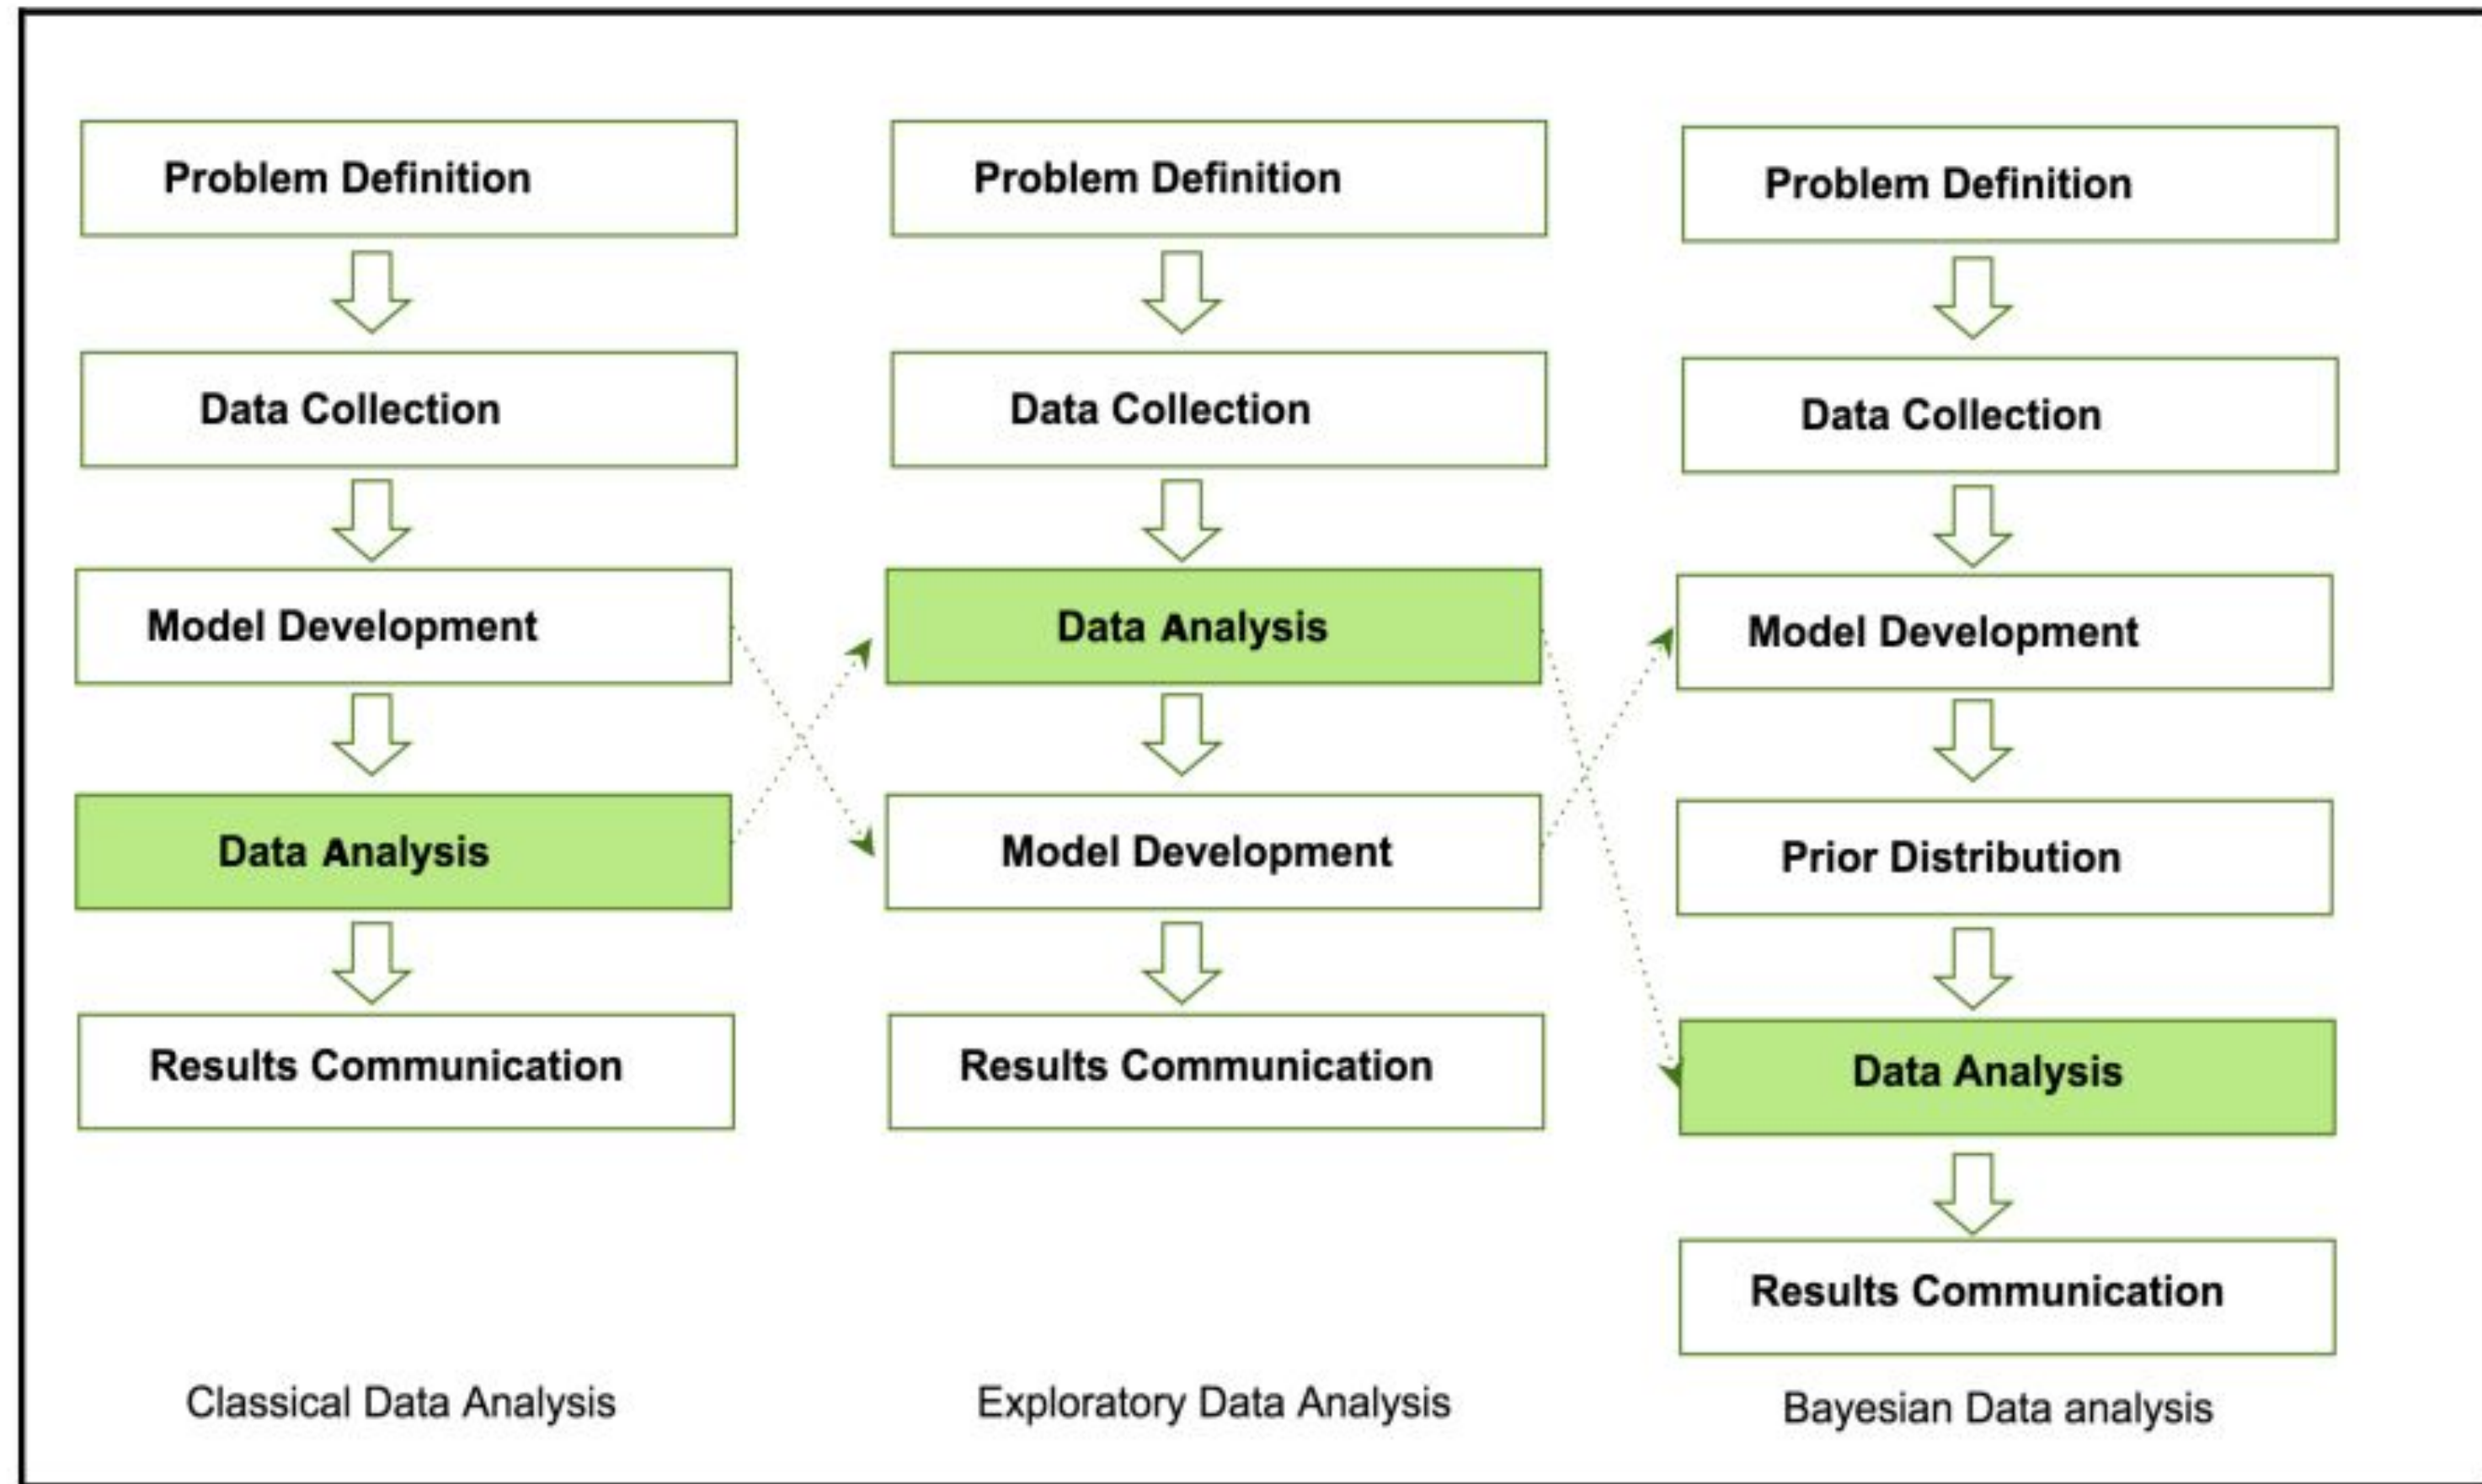 Problem Definition
Data Collection
Model Development
Data Analysis
Results Communication
Classical Data Analysis
Problem Definition
Data Collection
Data Analysis
Model Development
Results Communication
Exploratory Data Analysis
Problem Definition
Data Collection
Model Development
Prior Distribution
Data Analysis
Results Communication
Bayesian Data analysis